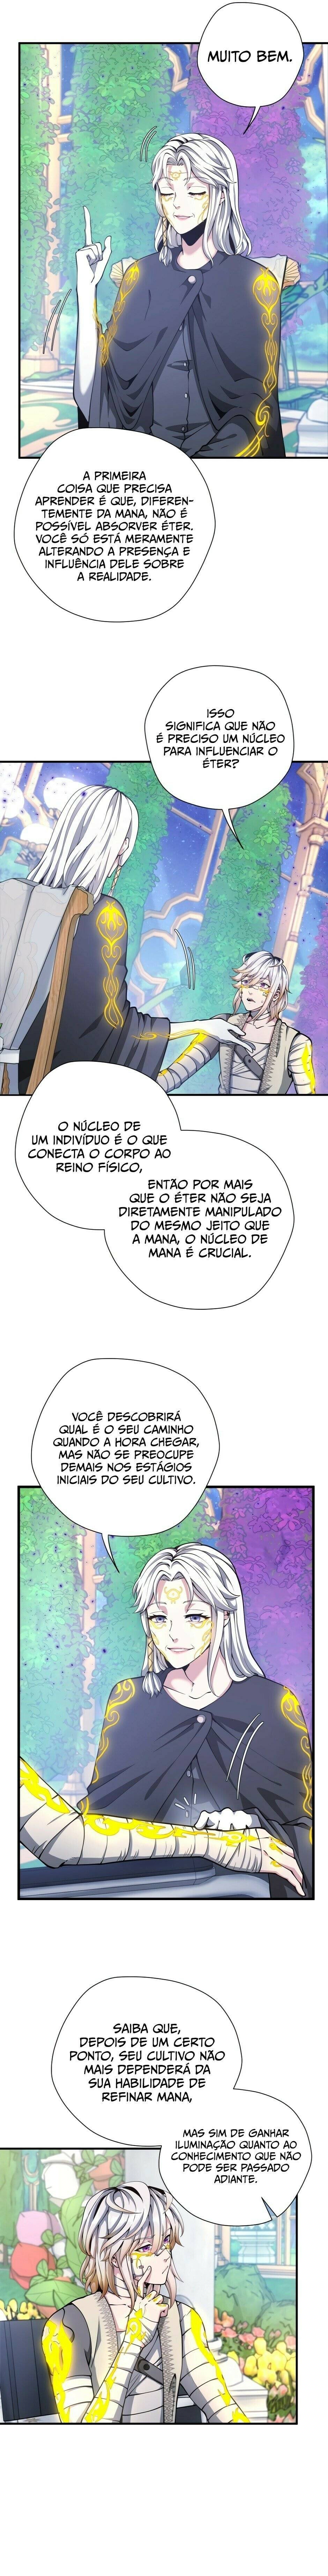 MUITO BEM.
A PRIMEIRA
COISA QUE PRECISA
APRENDER É QUE, DIFEREN-
TEMENTE DA MANA, NÃO É
POSSÍVEL ABSORVER ÉTER.
VOCÊ SÓ ESTÁ MERAMENTE
ALTERANDO A PRESENÇA E
INFLUÊNCIA DELE SOBRE
A REALIDADE.
ISSO
SIGNIFICA QUE NÃO
É PRECISO UM NÚCLEO
PARA INFLUENCIAR O
ÉTER?
O NÚCLEO DE
UM INDIVÍDUO É O QUE
CONECTA O CORPO AO
REINO FÍSICO,
ENTÃO POR MAIS
QUE O ÉTER NÃO SEJA
DIRETAMENTE MANIPULADO
DO MESMO JEITO QUE
A MANA, O NÚCLEO DE
MANA É CRUCIAL.
VOCÊ DESCOBRIRÁ
QUAL É O SEU CAMINHO
QUANDO A HORA CHEGAR,
MAS NÃO SE PREOCUPE
DEMAIS NOS ESTÁGIOS
INICIAIS DO SEU CULTIVO.
SAIBA QUE,
DEPOIS DE UM CERTO
PONTO, SEU CULTIVO NÃO
MAIS DEPENDERÁ DA
SUA HABILIDADE DE
REFINAR MANA,
MAS SIM DE GANHAR
ILUMINAÇÃO QUANTO AO
CONHECIMENTO QUE NÃO
PODE SER PASSADO
ADIANTE.